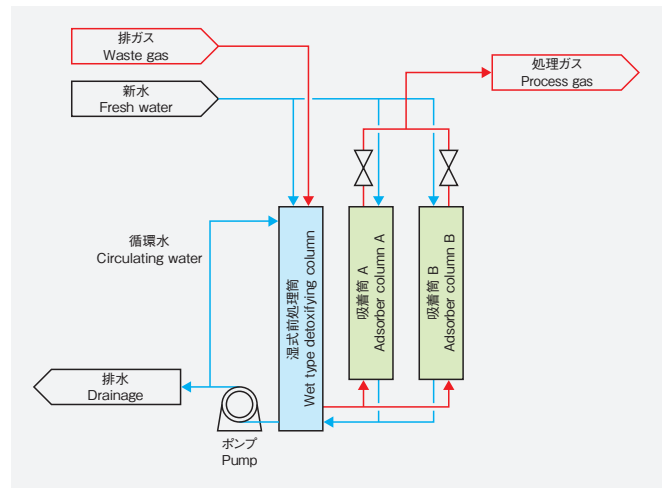 排ガス
Waste gas
処理ガス
Process gas
新水
Fresh water
循環水
Circulating water
湿式前処理筒
Wet type detoxifying column
吸着筒 A
Adsorber column A
吸着筒 B
Adsorber column B
排水
Drainage
ポンプ
Pump